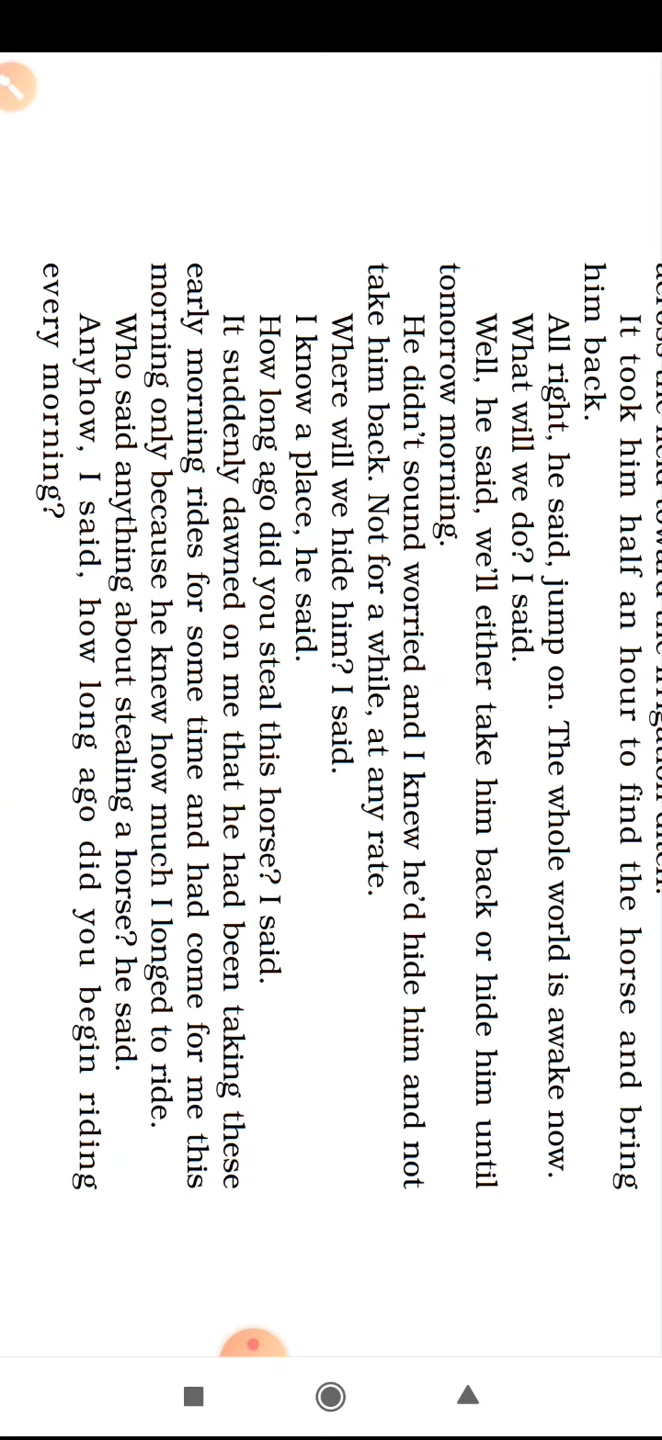 It took him half an hour to find the horse and bring
him back.
All right, he said, jump on. The whole world is awake now.
What will we do? I said.
Well, he said, we'll either take him back or hide him until
tomorrow morning.
He didn't sound worried and I knew he'd hide him and not
take him back. Not for a while, at any rate.
Where will we hide him? I said.
I know a place, he said.
How long ago did you steal this horse? I said.
It suddenly dawned on me that he had been taking these
early morning rides for some time and had come for me this
morning only because he knew how much I longed to ride.
Who said anything about stealing a horse? he said.
Anyhow, I said, how long ago did you begin riding
every morning?